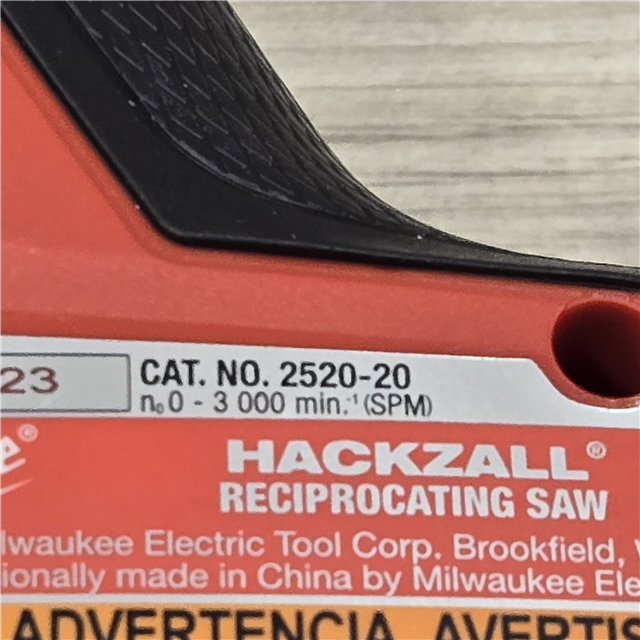 23
CAT. NO. 2520-20
n₀ 0 - 3 000 min.⁻¹ (SPM)
HACKZALL®
RECIPROCATING SAW
lwaukee Electric Tool Corp. Brookfield, W
ionally made in China by Milwaukee Ele
ADVERTENCIA AVERTIS